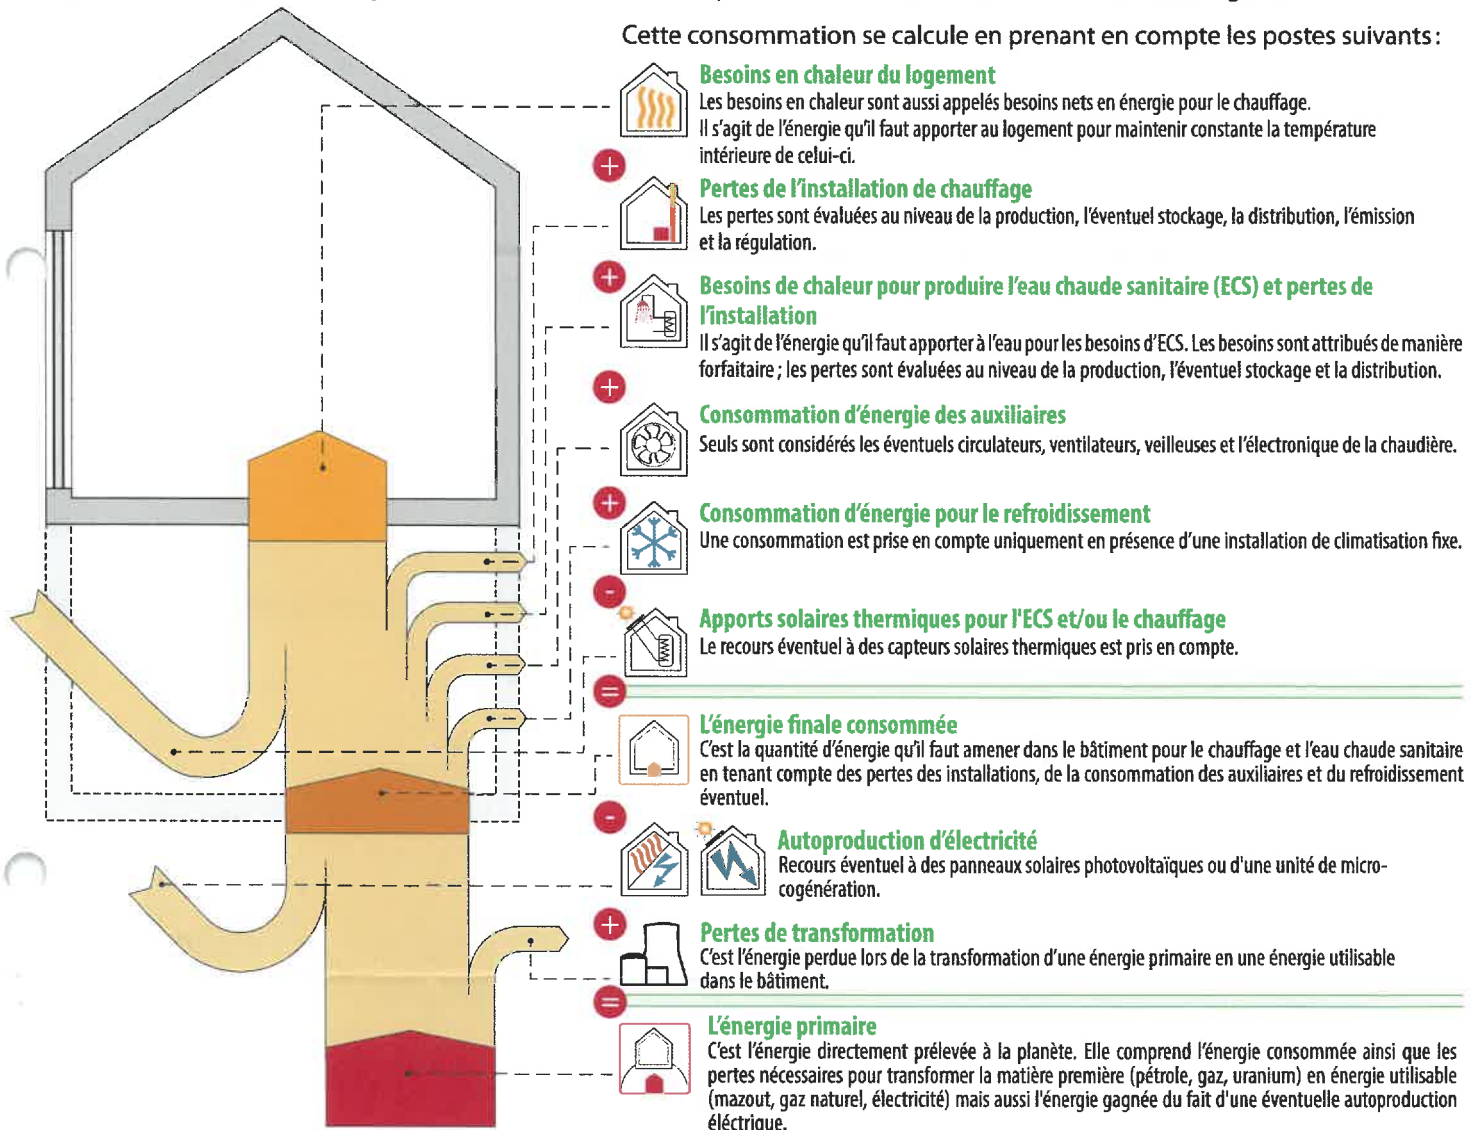 Cette consommation se calcule en prenant en compte les postes suivants :
Besoins en chaleur du logement
Les besoins en chaleur sont aussi appelés besoins nets en énergie pour le chauffage.
Il s'agit de l'énergie qu'il faut apporter au logement pour maintenir constante la température
intérieure de celui-ci.
+
Pertes de l'installation de chauffage
Les pertes sont évaluées au niveau de la production, l'éventuel stockage, la distribution, l'émission
et la régulation.
+
Besoins de chaleur pour produire l'eau chaude sanitaire (ECS) et pertes de
l'installation
Il s'agit de l'énergie qu'il faut apporter à l'eau pour les besoins d'ECS. Les besoins sont attribués de manière
forfaitaire ; les pertes sont évaluées au niveau de la production, l'éventuel stockage et la distribution.
+
Consommation d'énergie des auxiliaires
Seuls sont considérés les éventuels circulateurs, ventilateurs, veilleuses et l'électronique de la chaudière.
+
Consommation d'énergie pour le refroidissement
Une consommation est prise en compte uniquement en présence d'une installation de climatisation fixe.
-
Apports solaires thermiques pour l'ECS et/ou le chauffage
Le recours éventuel à des capteurs solaires thermiques est pris en compte.
=
L'énergie finale consommée
C'est la quantité d'énergie qu'il faut amener dans le bâtiment pour le chauffage et l'eau chaude sanitaire
en tenant compte des pertes des installations, de la consommation des auxiliaires et du refroidissement
éventuel.
-
Autoproduction d'électricité
Recours éventuel à des panneaux solaires photovoltaïques ou d'une unité de micro-
cogénération.
+
Pertes de transformation
C'est l'énergie perdue lors de la transformation d'une énergie primaire en une énergie utilisable
dans le bâtiment.
=
L'énergie primaire
C'est l'énergie directement prélevée à la planète. Elle comprend l'énergie consommée ainsi que les
pertes nécessaires pour transformer la matière première (pétrole, gaz, uranium) en énergie utilisable
(mazout, gaz naturel, électricité) mais aussi l'énergie gagnée du fait d'une éventuelle autoproduction
éléctrique.